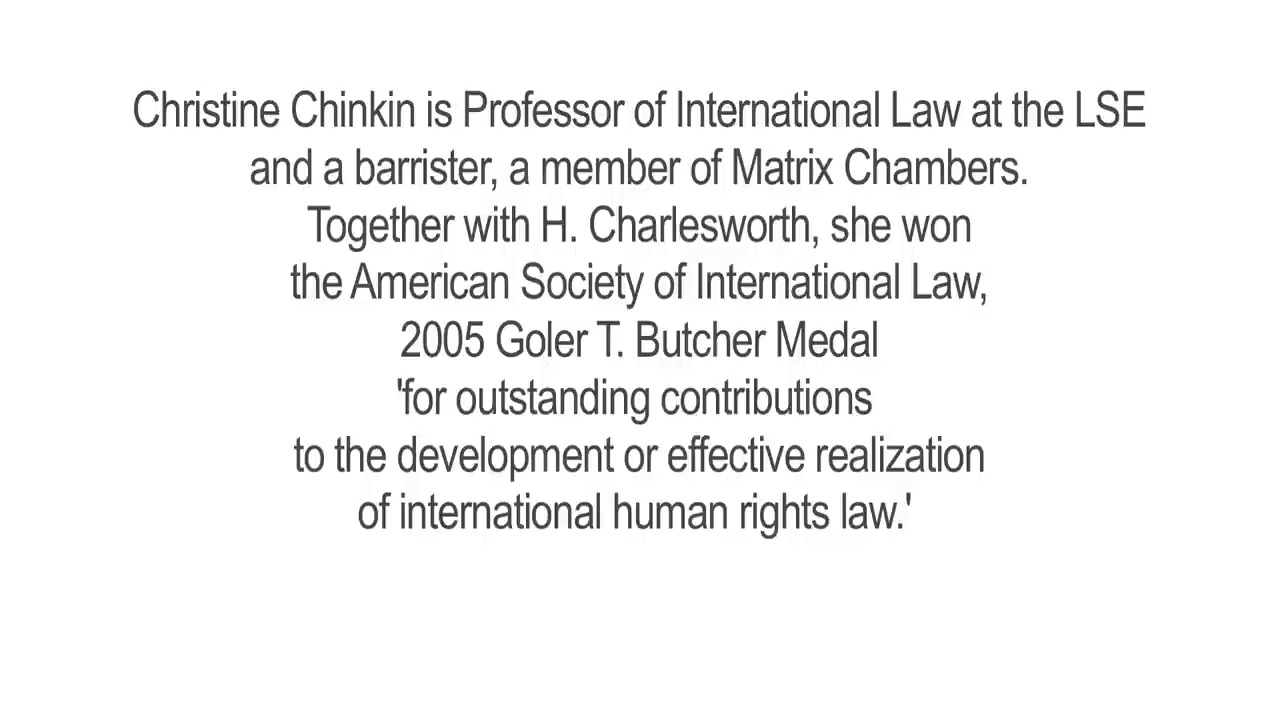 Christine Chinkin is Professor of International Law at the LSE
and a barrister, a member of Matrix Chambers.
Together with H. Charlesworth, she won
the American Society of International Law,
2005 Goler T. Butcher Medal
'for outstanding contributions
to the development or effective realization
of international human rights law.'